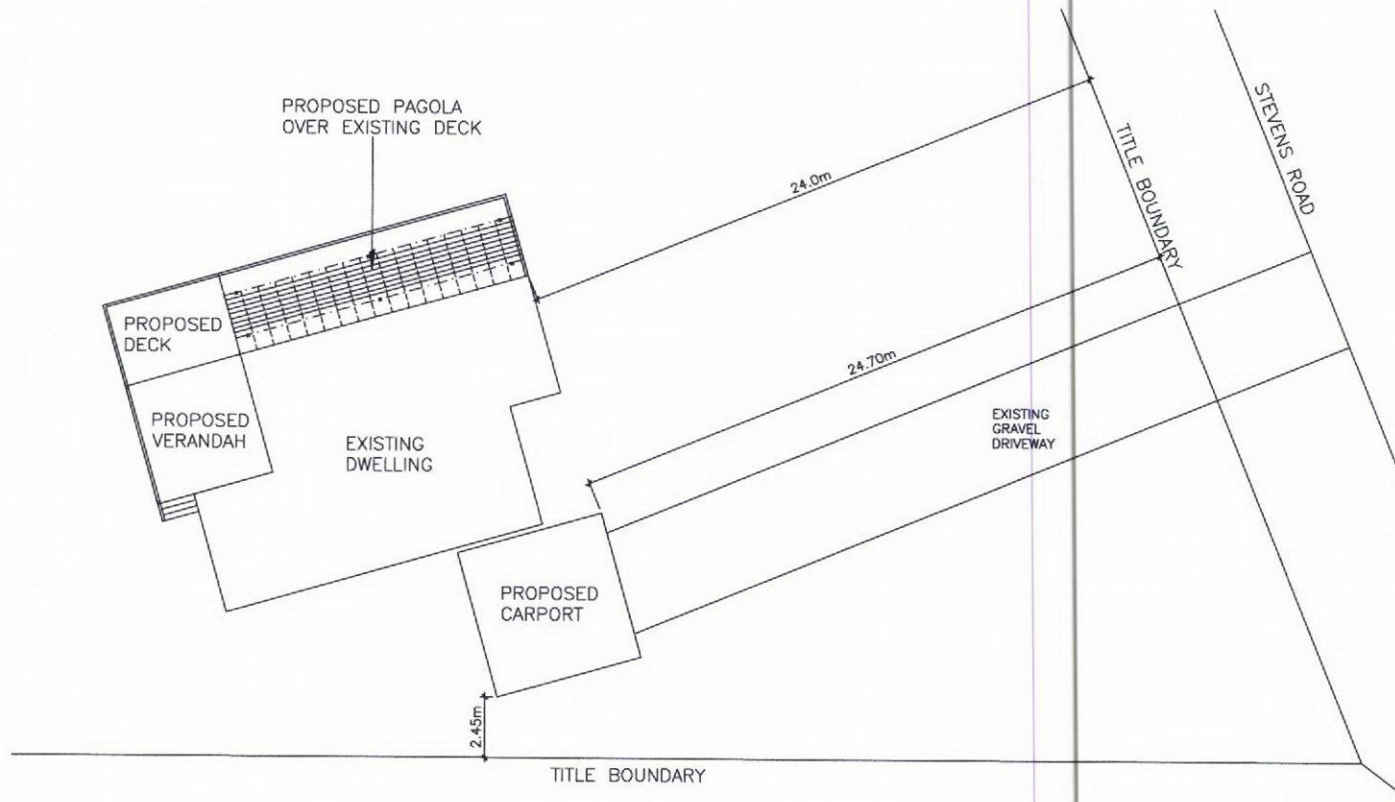 PROPOSED PAGOLA
OVER EXISTING DECK
STEVENS ROAD
TITLE BOUNDARY
24.0m
PROPOSED
DECK
24.70m
PROPOSED
VERANDAH
EXISTING
DWELLING
EXISTING
GRAVEL
DRIVEWAY
PROPOSED
CARPORT
2.45m
TITLE BOUNDARY